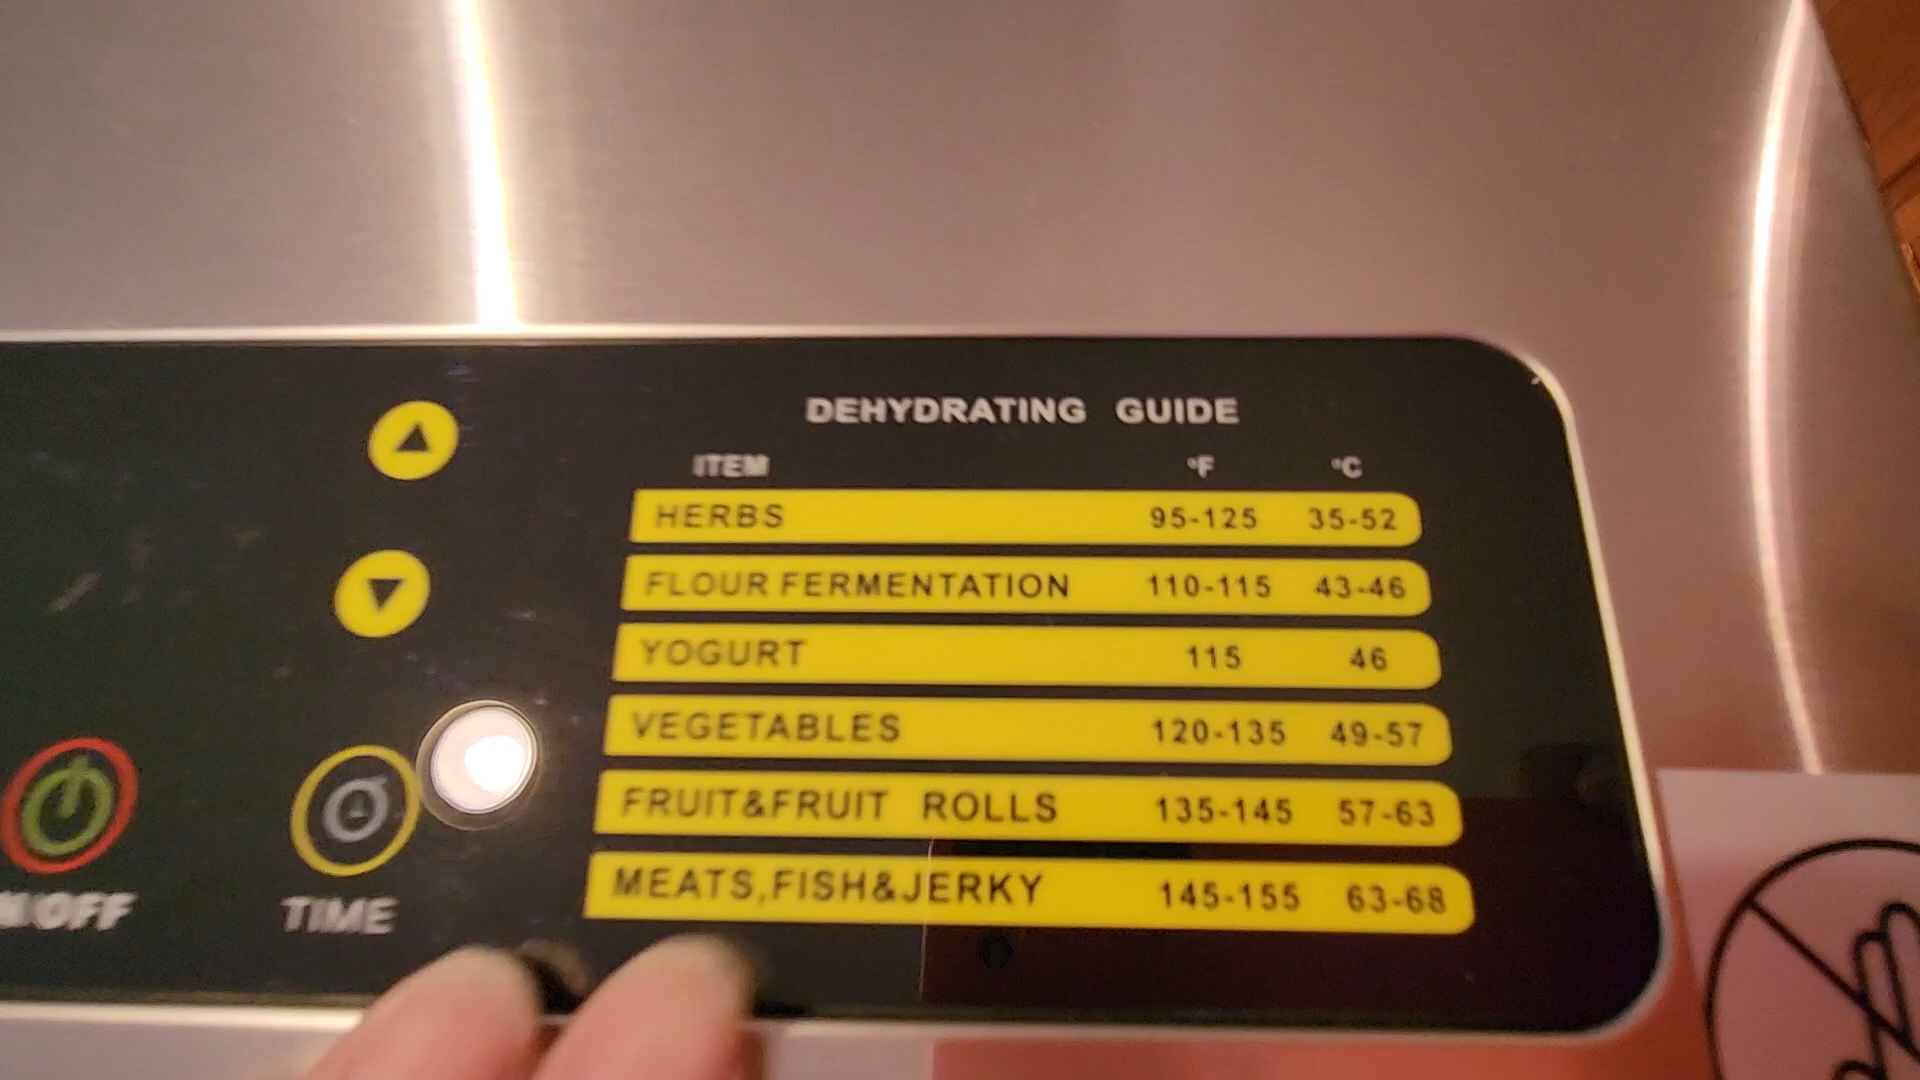 DEHYDRATING GUIDE
ITEM °F °C
HERBS 95-125 35-52
FLOUR FERMENTATION 110-115 43-46
YOGURT 115 46
VEGETABLES 120-135 49-57
FRUIT&FRUIT ROLLS 135-145 57-63
MEATS,FISH&JERKY 145-155 63-68
N/OFF
TIME